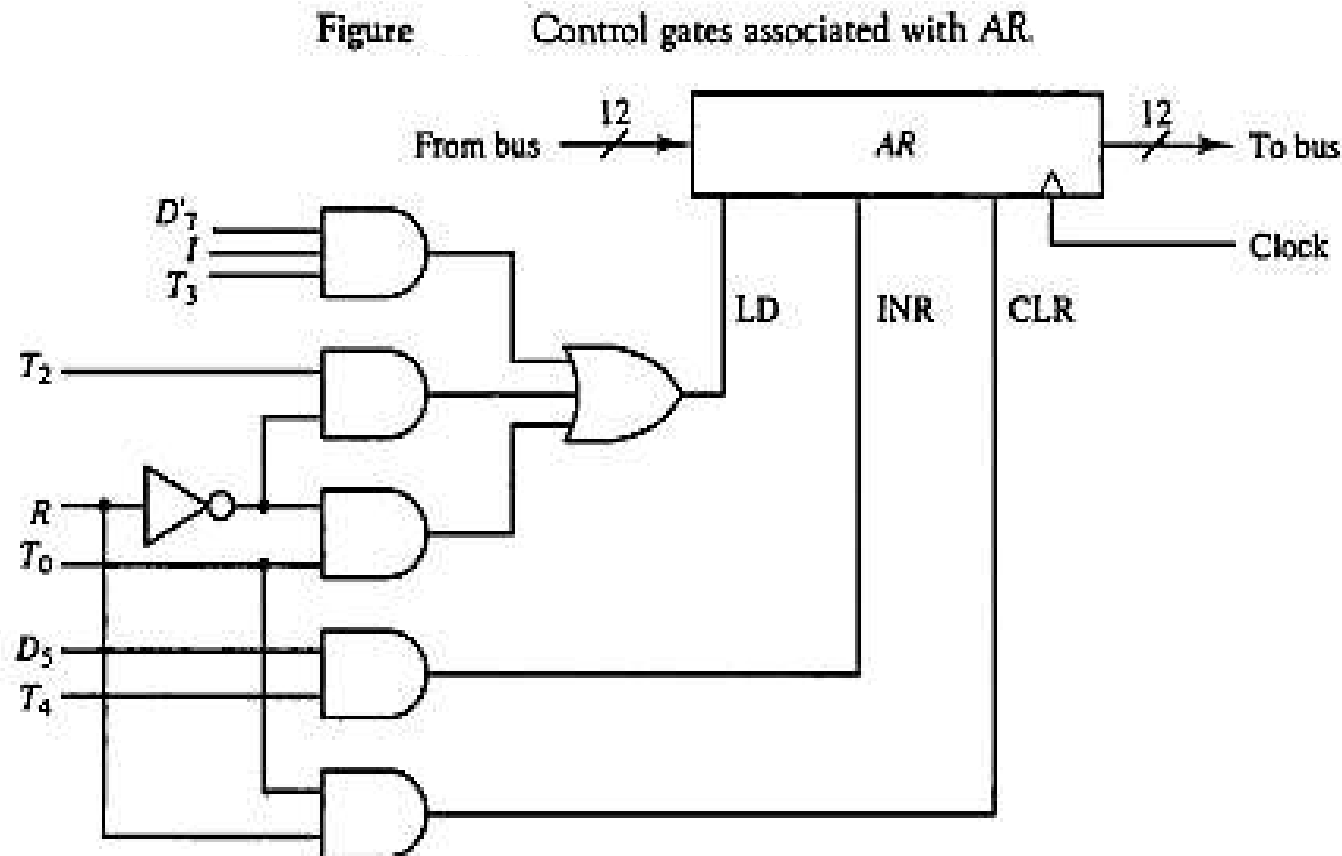 Figure Control gates associated with AR.
12
From bus
AR
12
To bus
Clock
D'7
I
T3
LD
INR
CLR
T2
R
T0
D5
T4